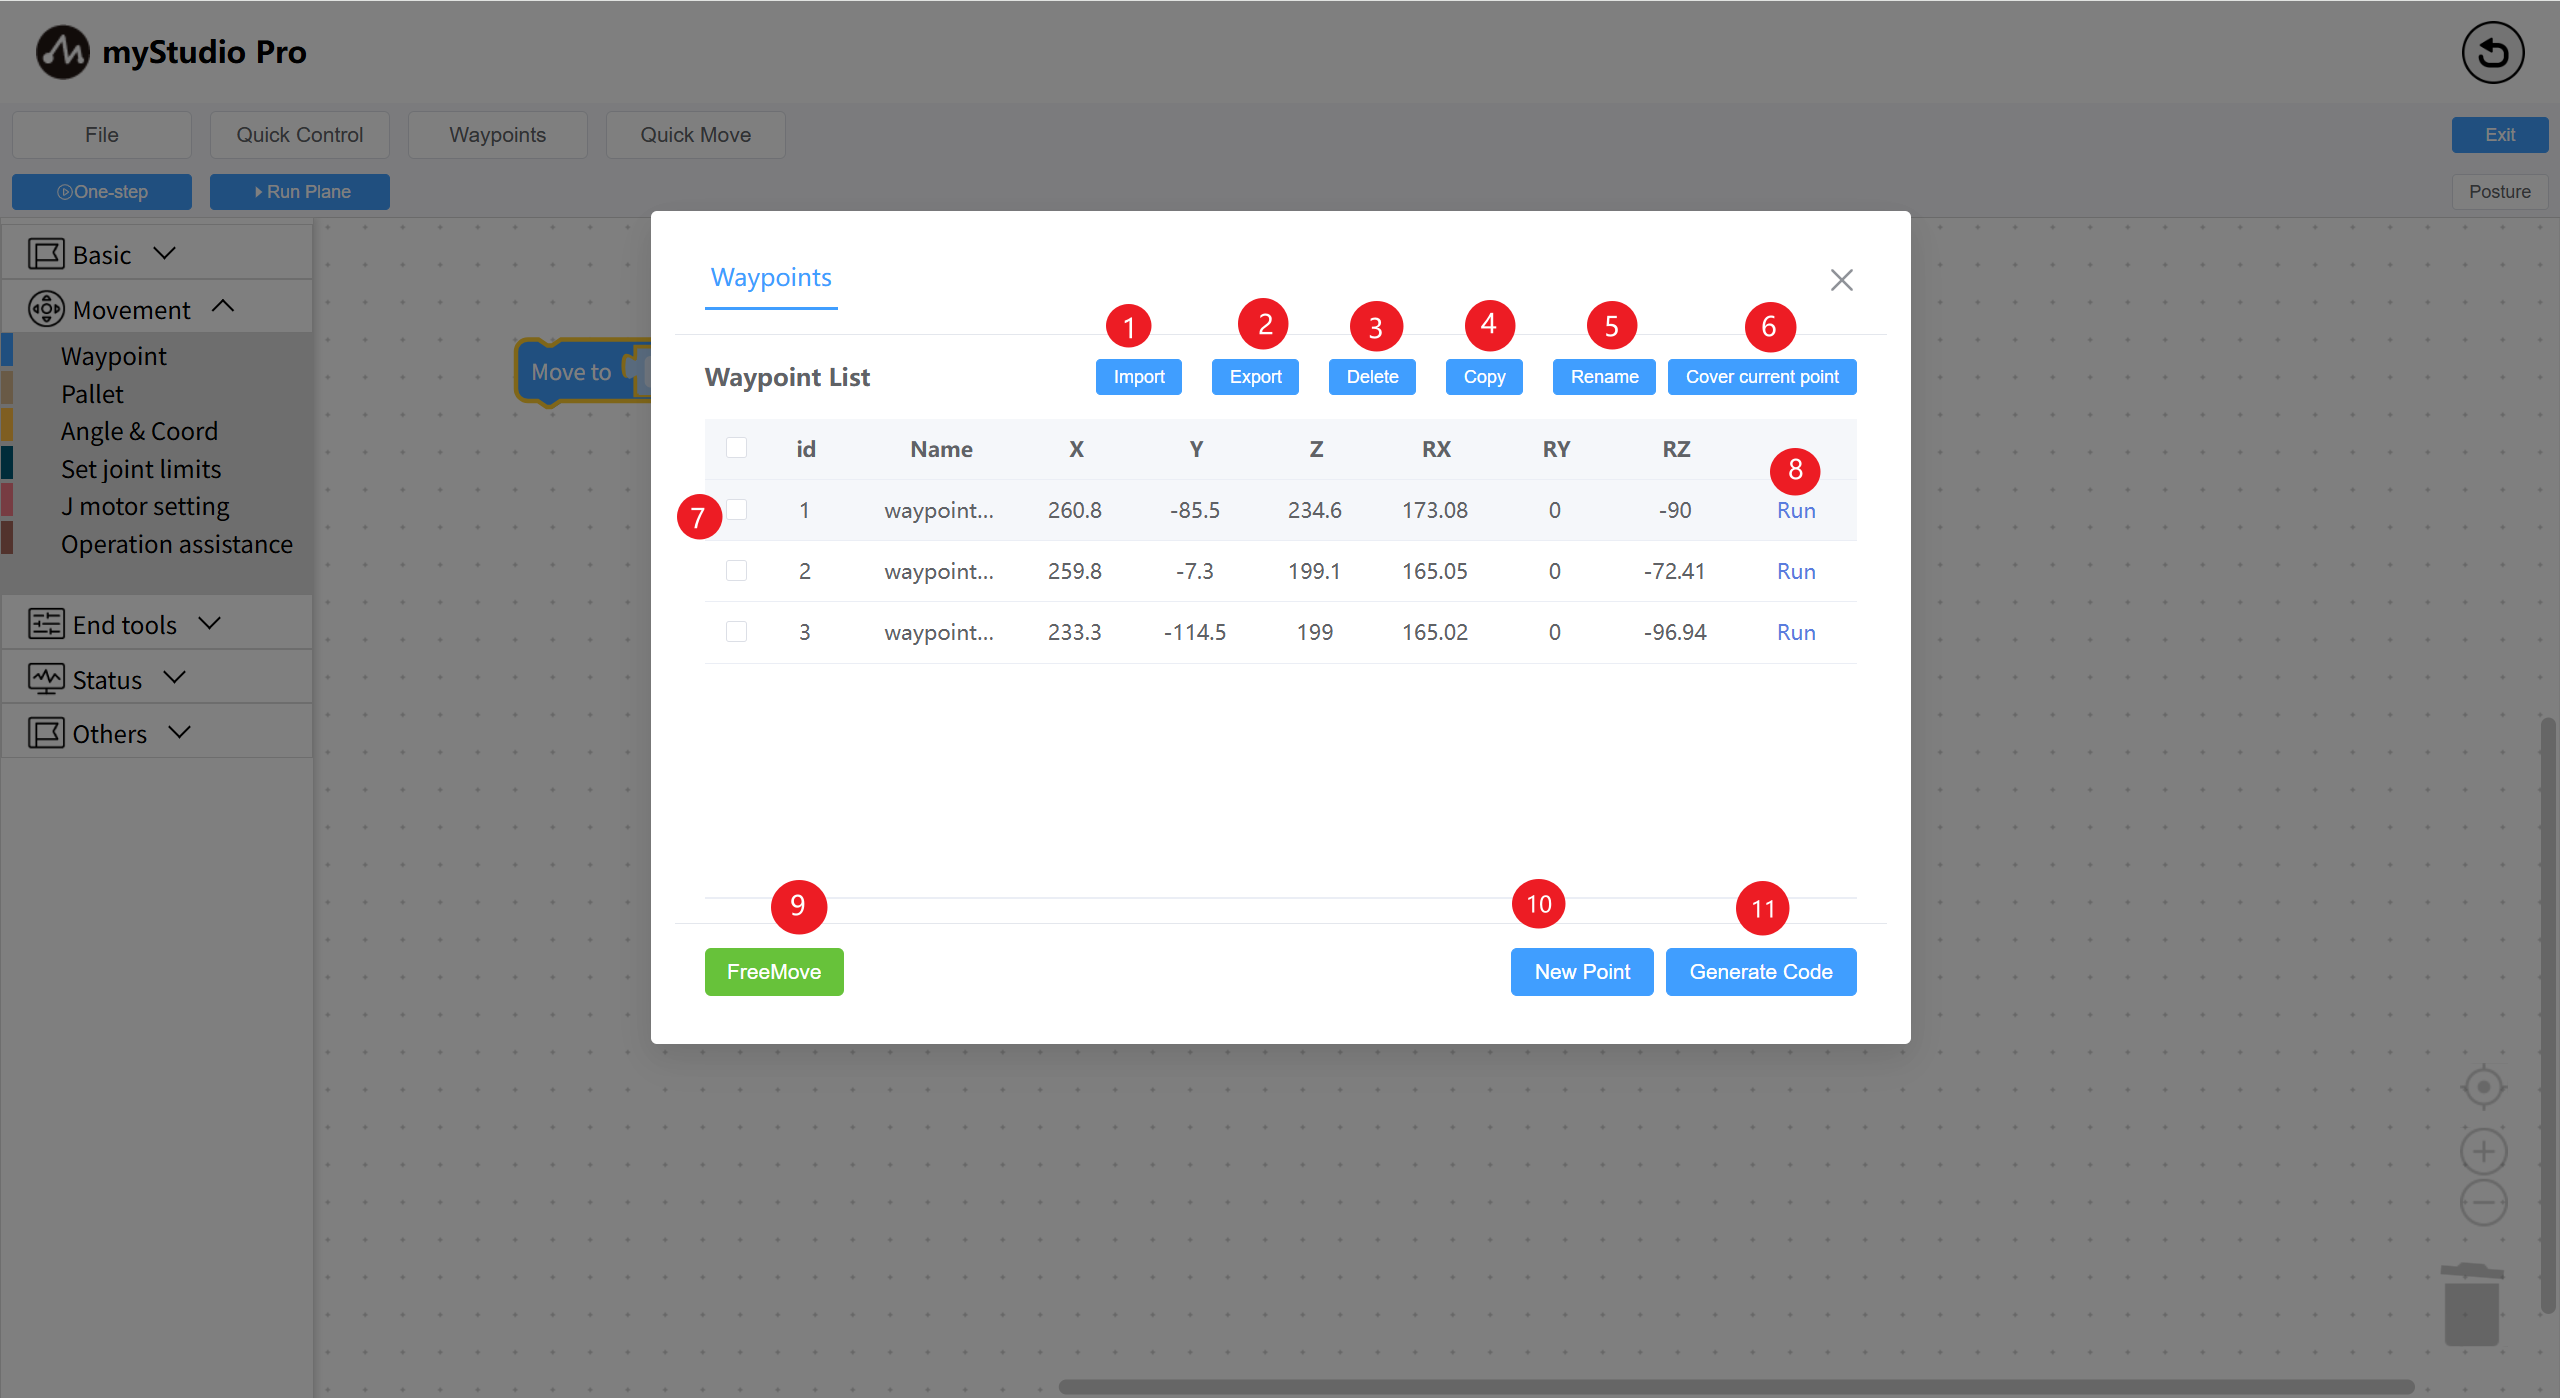 myStudio Pro
File Quick Control Waypoints Quick Move Exit
One-step Run Plane Posture
Basic
Movement
Waypoint
Pallet
Angle & Coord
Set joint limits
J motor setting
Operation assistance
End tools
Status
Others
Move to
Waypoints
1 2 3 4 5 6
Waypoint List Import Export Delete Copy Rename Cover current point
id Name X Y Z RX RY RZ
8
7 1 waypoint... 260.8 -85.5 234.6 173.08 0 -90 Run
2 waypoint... 259.8 -7.3 199.1 165.05 0 -72.41 Run
3 waypoint... 233.3 -114.5 199 165.02 0 -96.94 Run
9 10 11
FreeMove New Point Generate Code